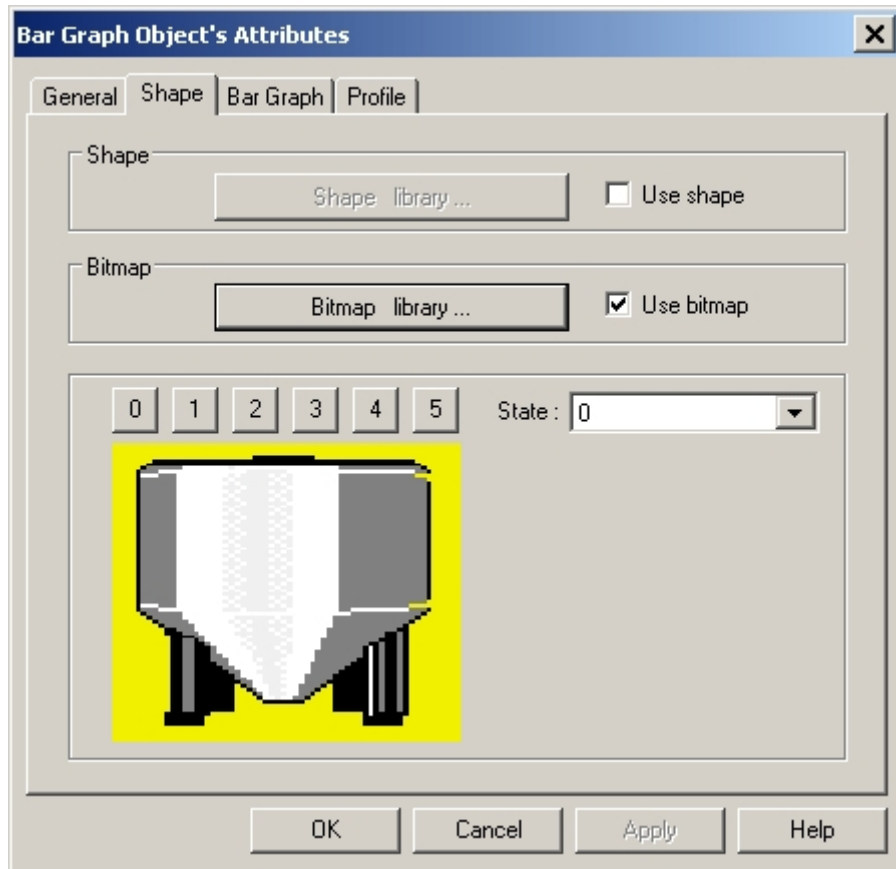 Bar Graph Object's Attributes
General Shape Bar Graph Profile
Shape
Shape library ... Use shape
Bitmap
Bitmap library ... Use bitmap
0 1 2 3 4 5 State : 0
OK Cancel Apply Help